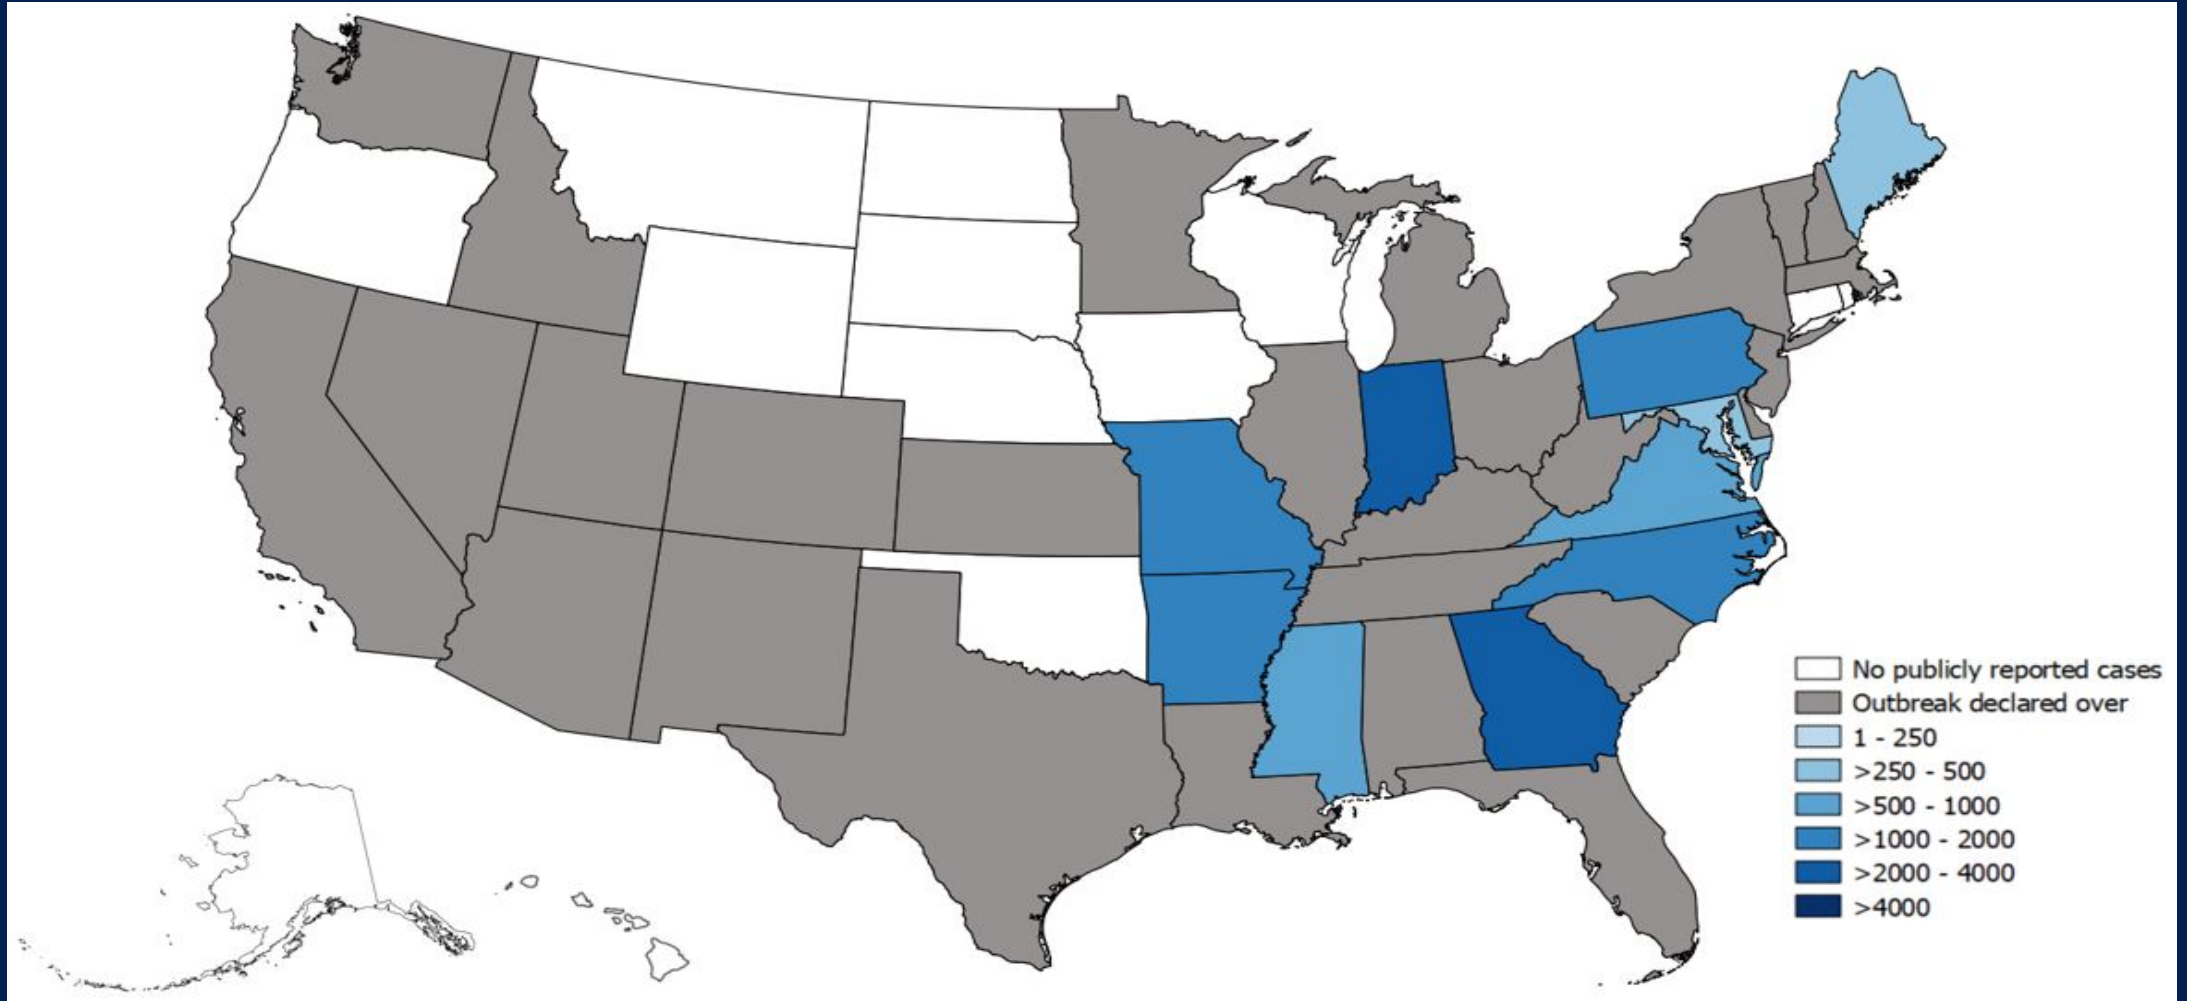 No publicly reported cases
Outbreak declared over
1 - 250
>250 - 500
>500 - 1000
>1000 - 2000
>2000 - 4000
>4000